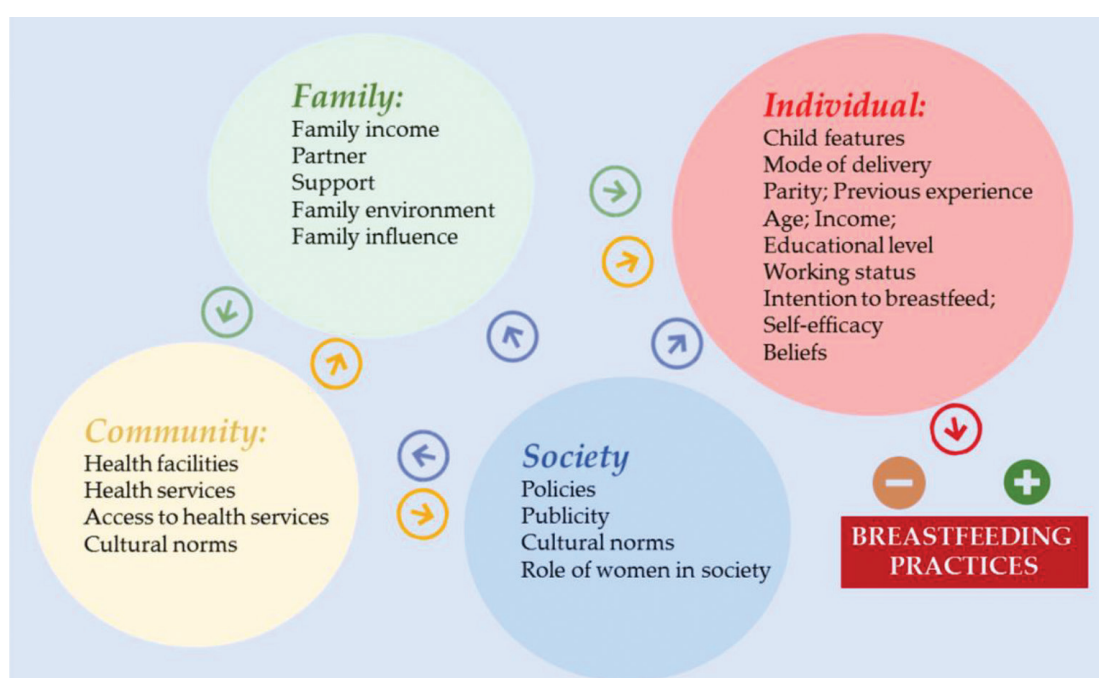 Family:
Family income
Partner
Support
Family environment
Family influence
Individual:
Child features
Mode of delivery
Parity; Previous experience
Age; Income;
Educational level
Working status
Intention to breastfeed;
Self-efficacy
Beliefs
Community:
Health facilities
Health services
Access to health services
Cultural norms
Society
Policies
Publicity
Cultural norms
Role of women in society
BREASTFEEDING
PRACTICES